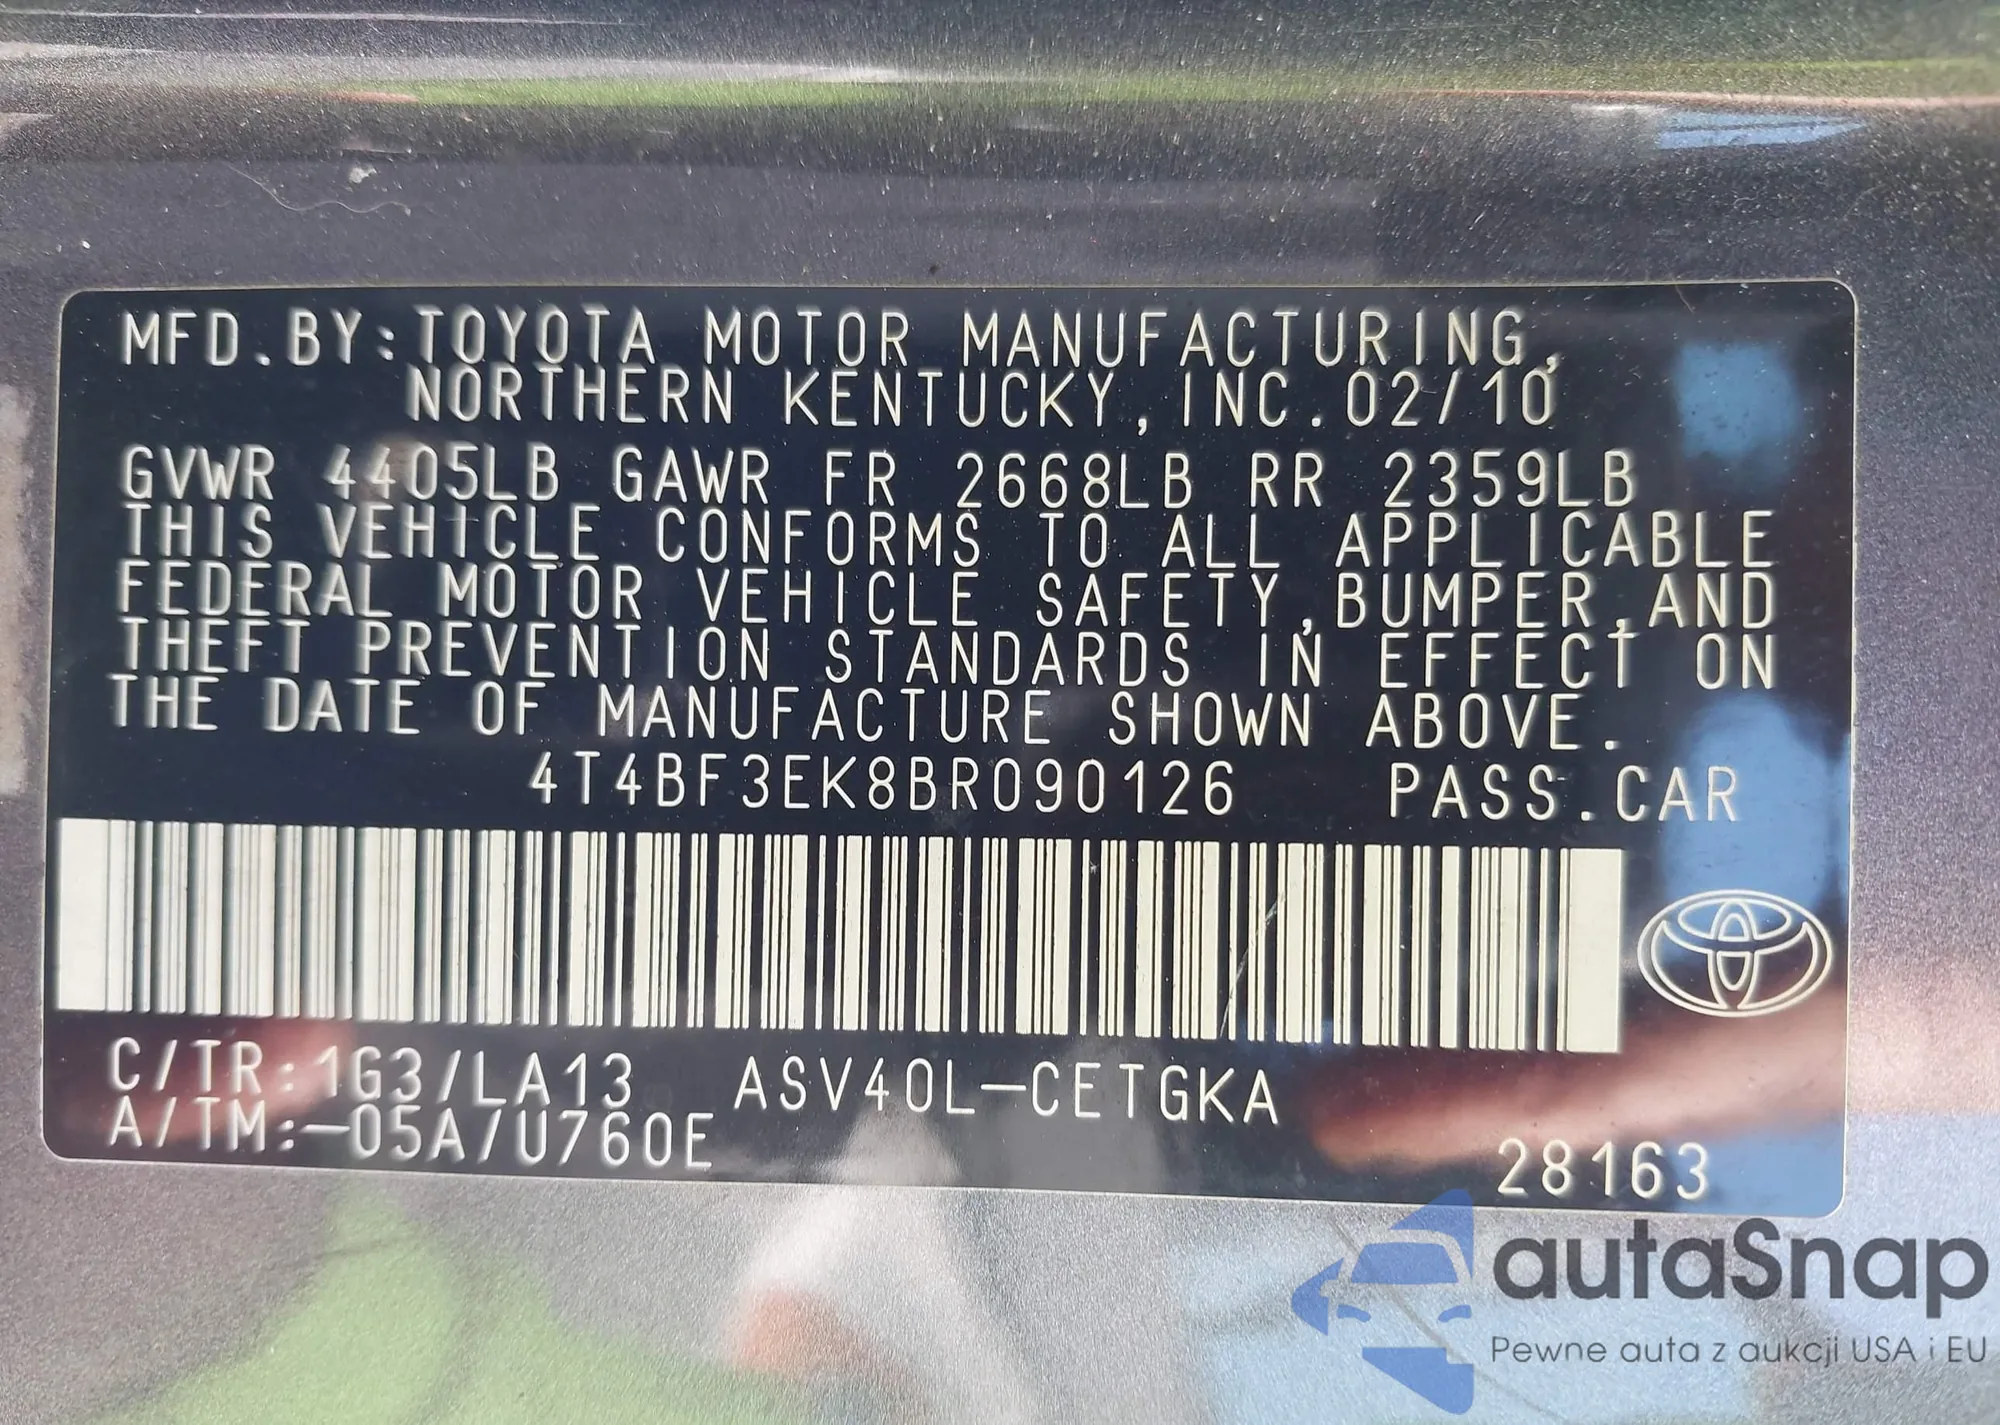 MFD.BY:TOYOTA MOTOR MANUFACTURING,
NORTHERN KENTUCKY,INC.02/10
GVWR 4405LB GAWR FR 2668LB RR 2359LB
THIS VEHICLE CONFORMS TO ALL APPLICABLE
FEDERAL MOTOR VEHICLE SAFETY,BUMPER,AND
THEFT PREVENTION STANDARDS IN EFFECT ON
THE DATE OF MANUFACTURE SHOWN ABOVE.
4T4BF3EK8BR090126 PASS.CAR
C/TR:1G3/LA13 ASV40L-CETGKA
A/TM:-05A/U760E
28163
autaSnap
Pewne auta z aukcji USA i EU